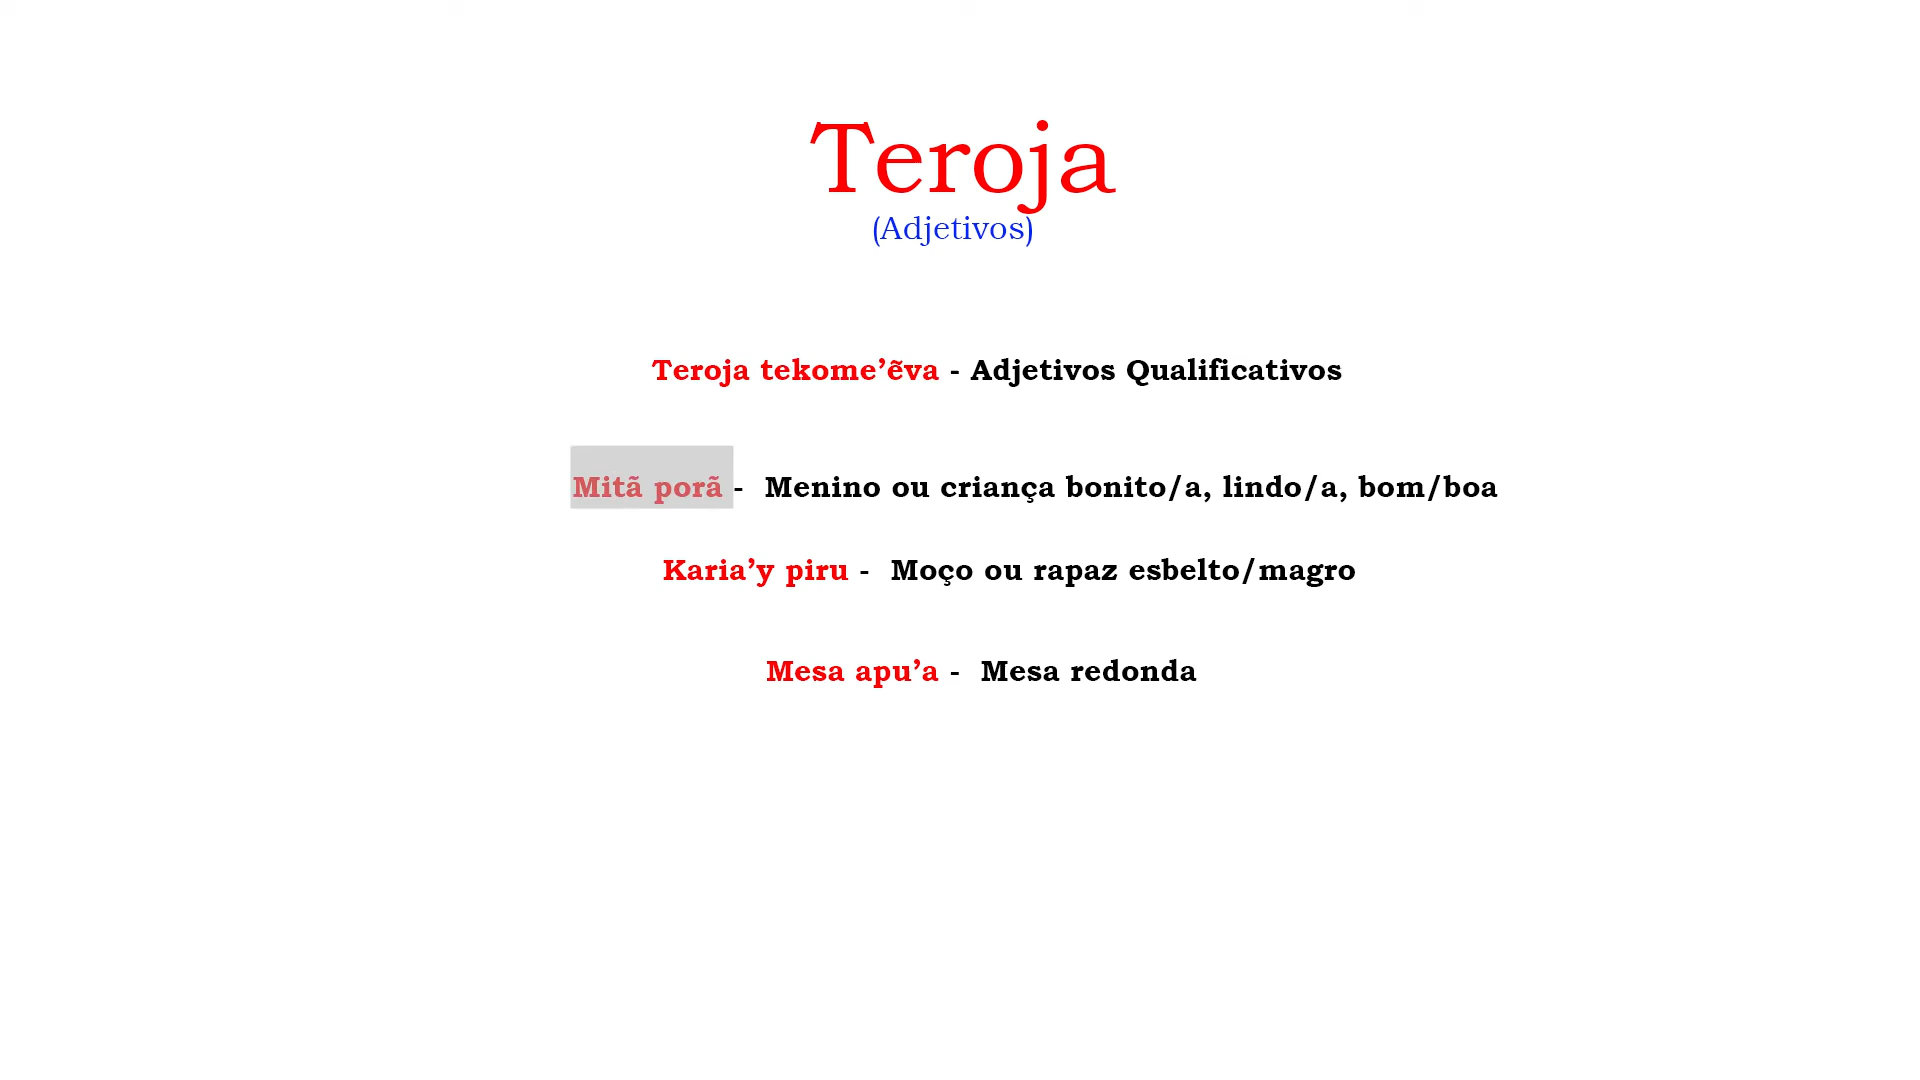 Teroja
(Adjetivos)
Teroja tekome’ẽva - Adjetivos Qualificativos
Mitã porã - Menino ou criança bonito/a, lindo/a, bom/boa
Karia’y piru - Moço ou rapaz esbelto/magro
Mesa apu’a - Mesa redonda